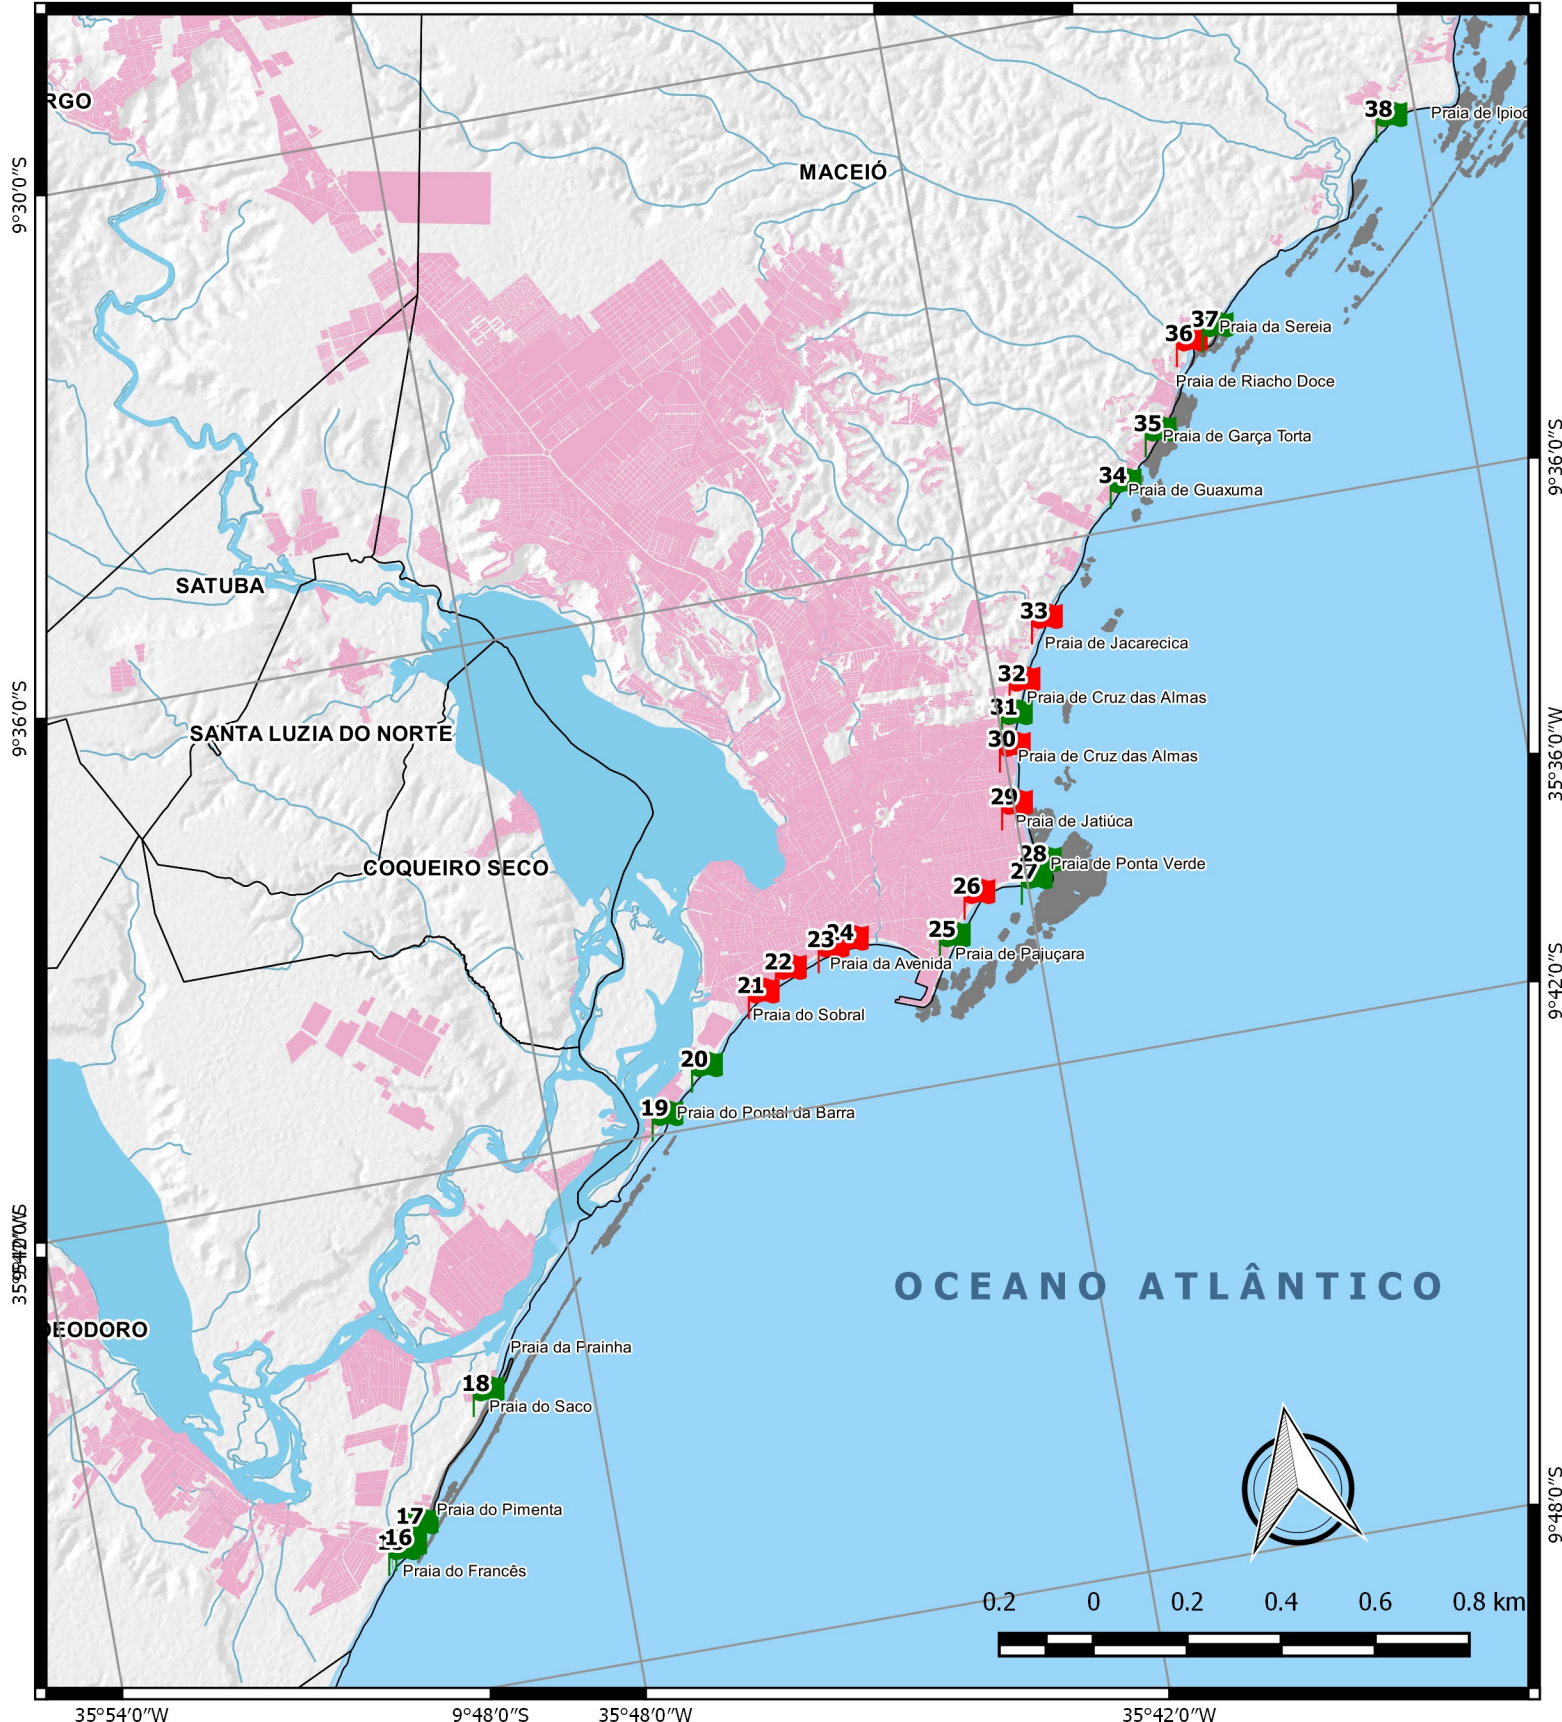 38
Praia de Ipioc
RGO
MACEIÓ
9°30'0"S
37
Praia da Sereia
36
Praia de Riacho Doce
35
Praia de Garça Torta
9°36'0"S
34
Praia de Guaxuma
SATUBA
33
Praia de Jacarecica
32
Praia de Cruz das Almas
9°36'0"S
31
SANTA LUZIA DO NORTE
30
Praia de Cruz das Almas
35°36'0"W
29
Praia de Jatiúca
28
Praia de Ponta Verde
COQUEIRO SECO
27
26
25
Praia de Pajuçara
24
23
Praia da Avenida
22
9°42'0"S
21
Praia do Sobral
20
19
Praia do Pontal da Barra
OCEANO ATLÂNTICO
DEODORO
Praia da Prainha
18
Praia do Saco
9°48'0"S
17
Praia do Pimenta
16
Praia do Francês
0.2 0 0.2 0.4 0.6 0.8 km
35°54'0"W 9°48'0"S 35°48'0"W 35°42'0"W